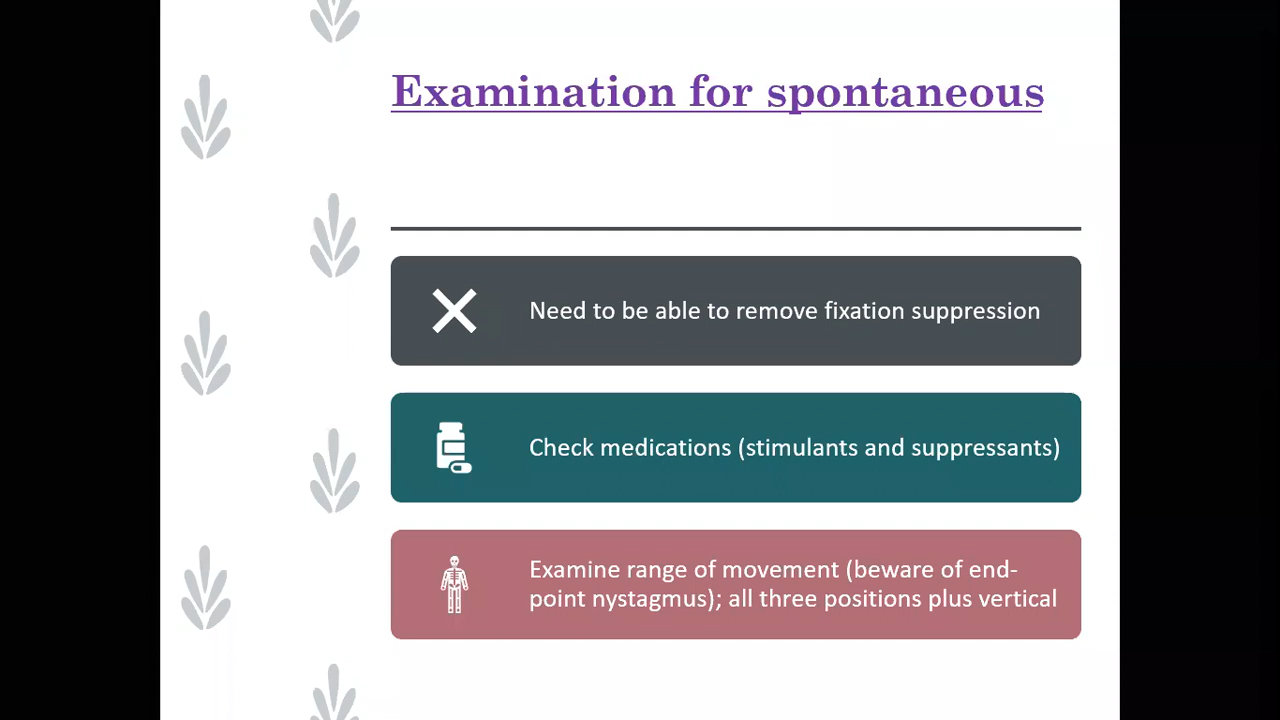 Examination for spontaneous
Need to be able to remove fixation suppression
Check medications (stimulants and suppressants)
Examine range of movement (beware of end-
point nystagmus); all three positions plus vertical